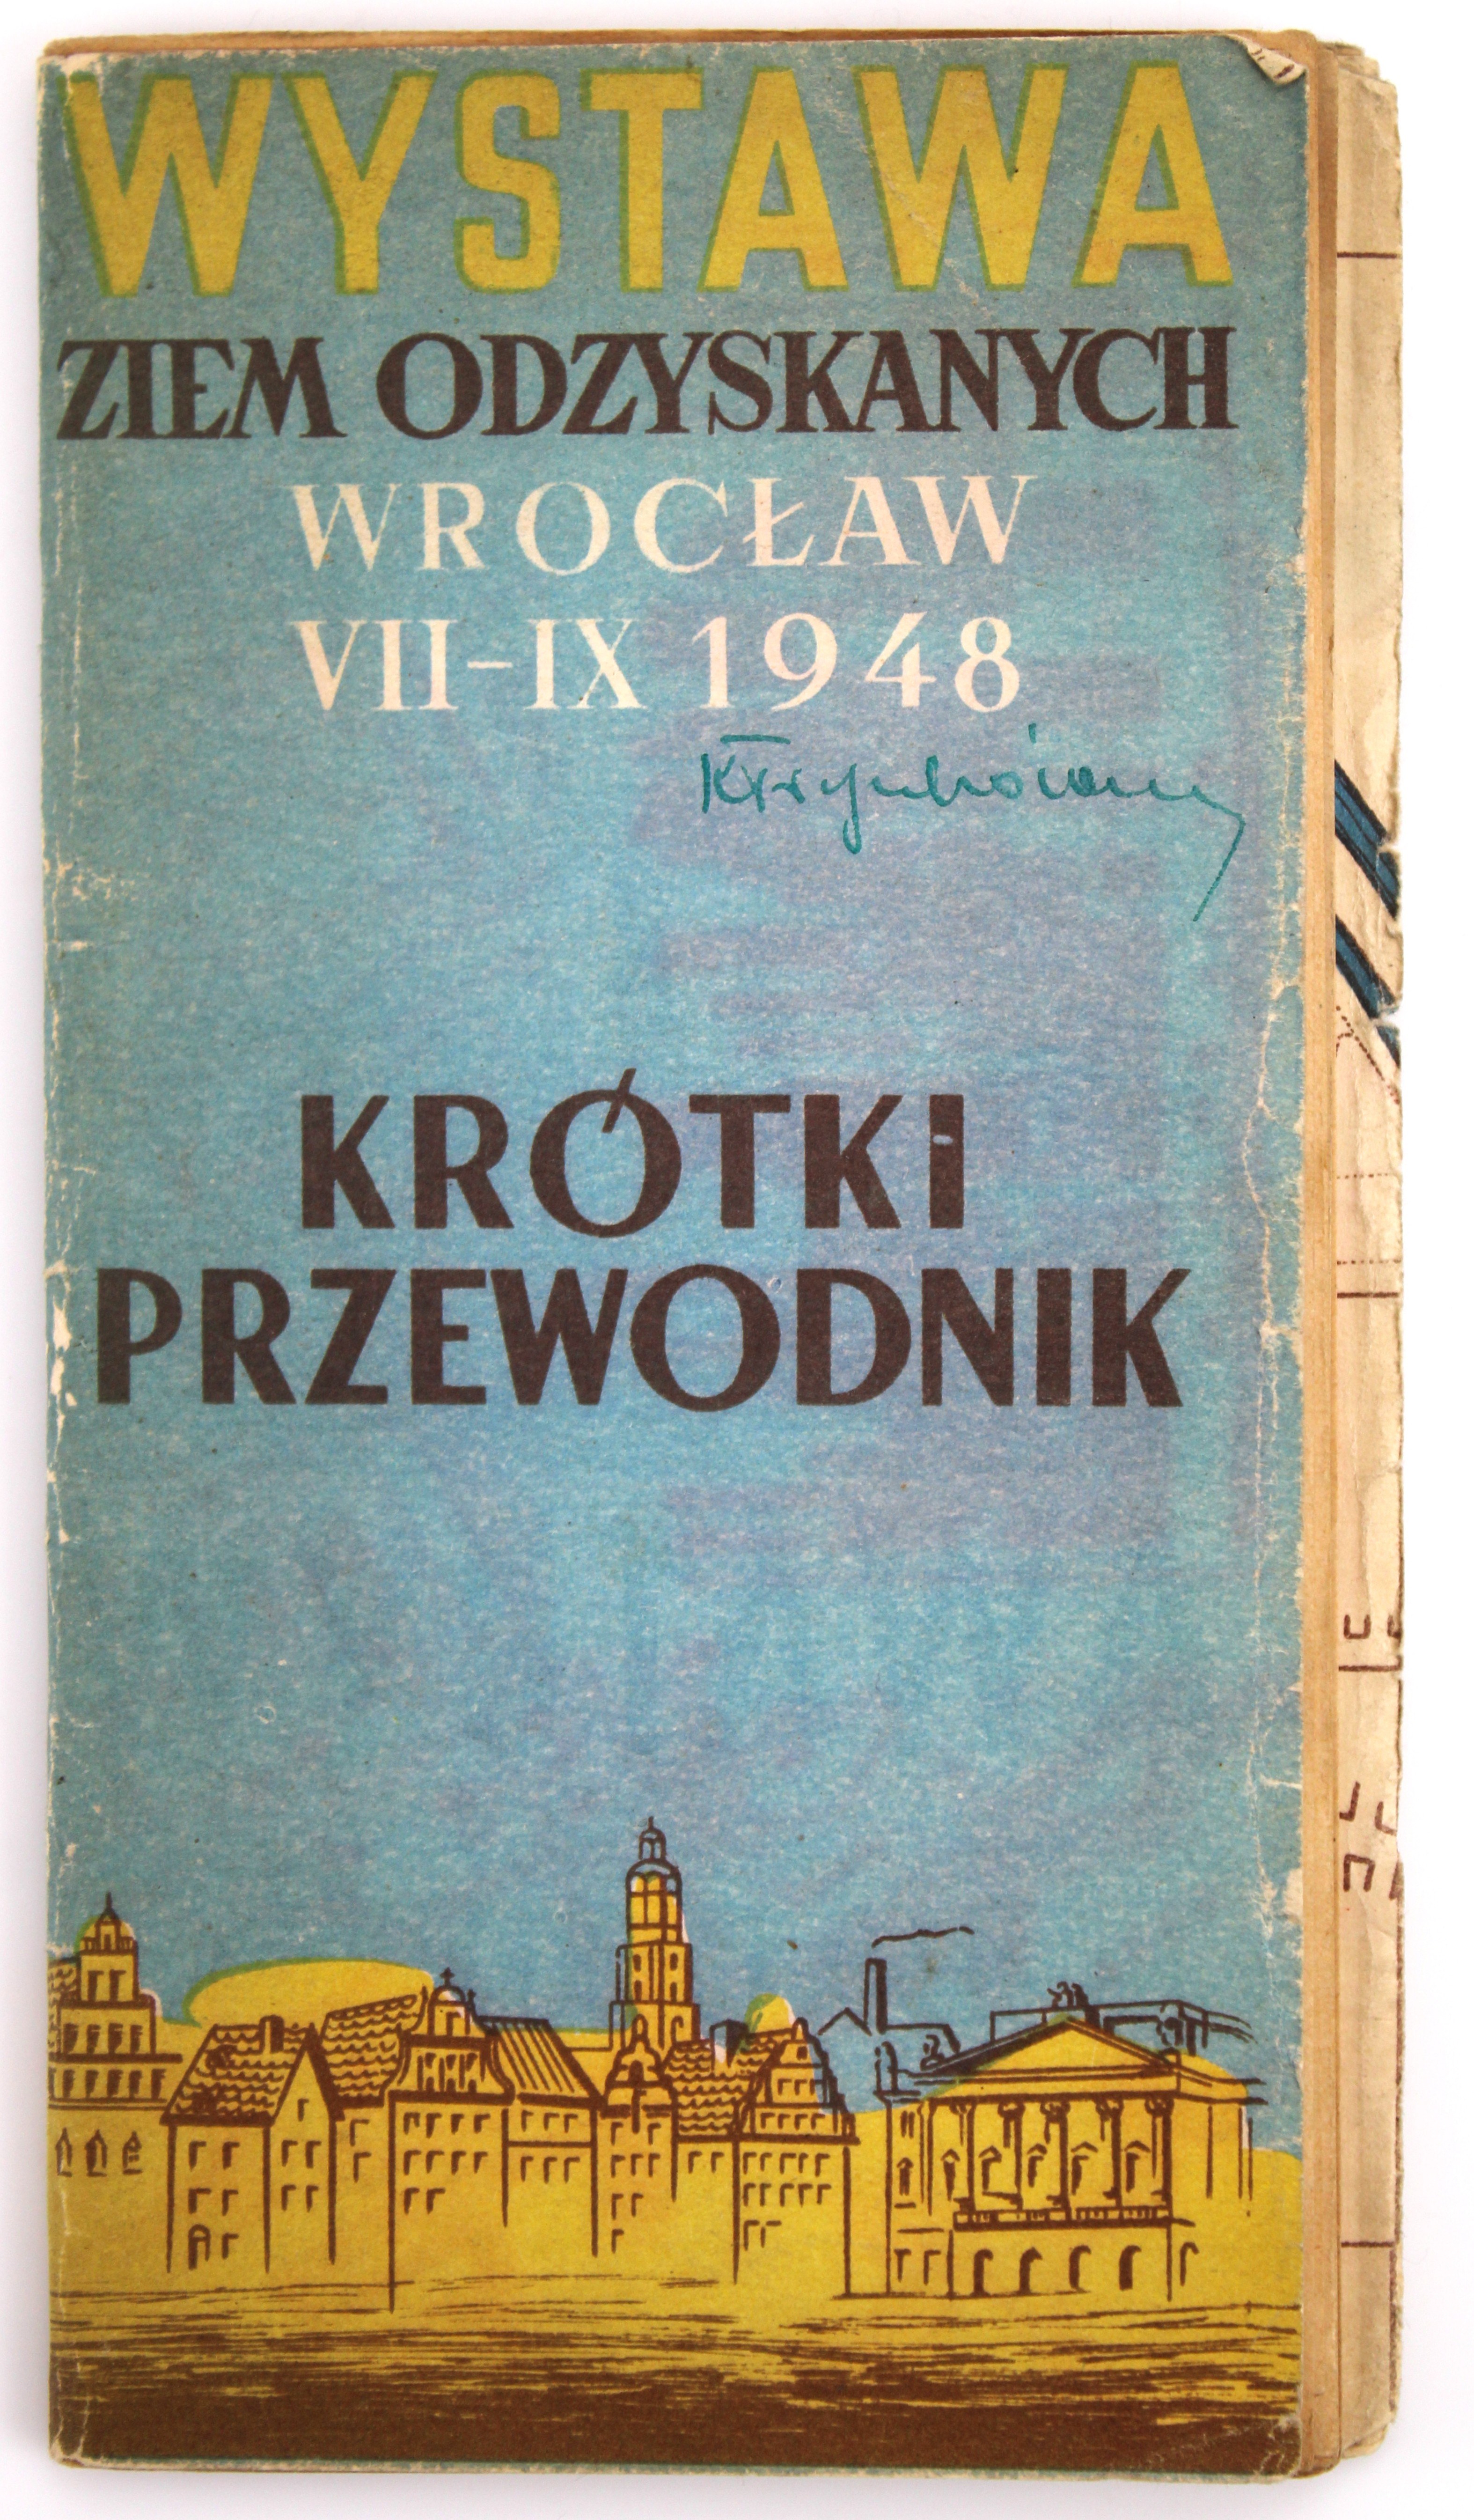 WYSTAWA
ZIEM ODZYSKANYCH
WROCŁAW
VII–IX 1948
KRÓTKI
PRZEWODNIK